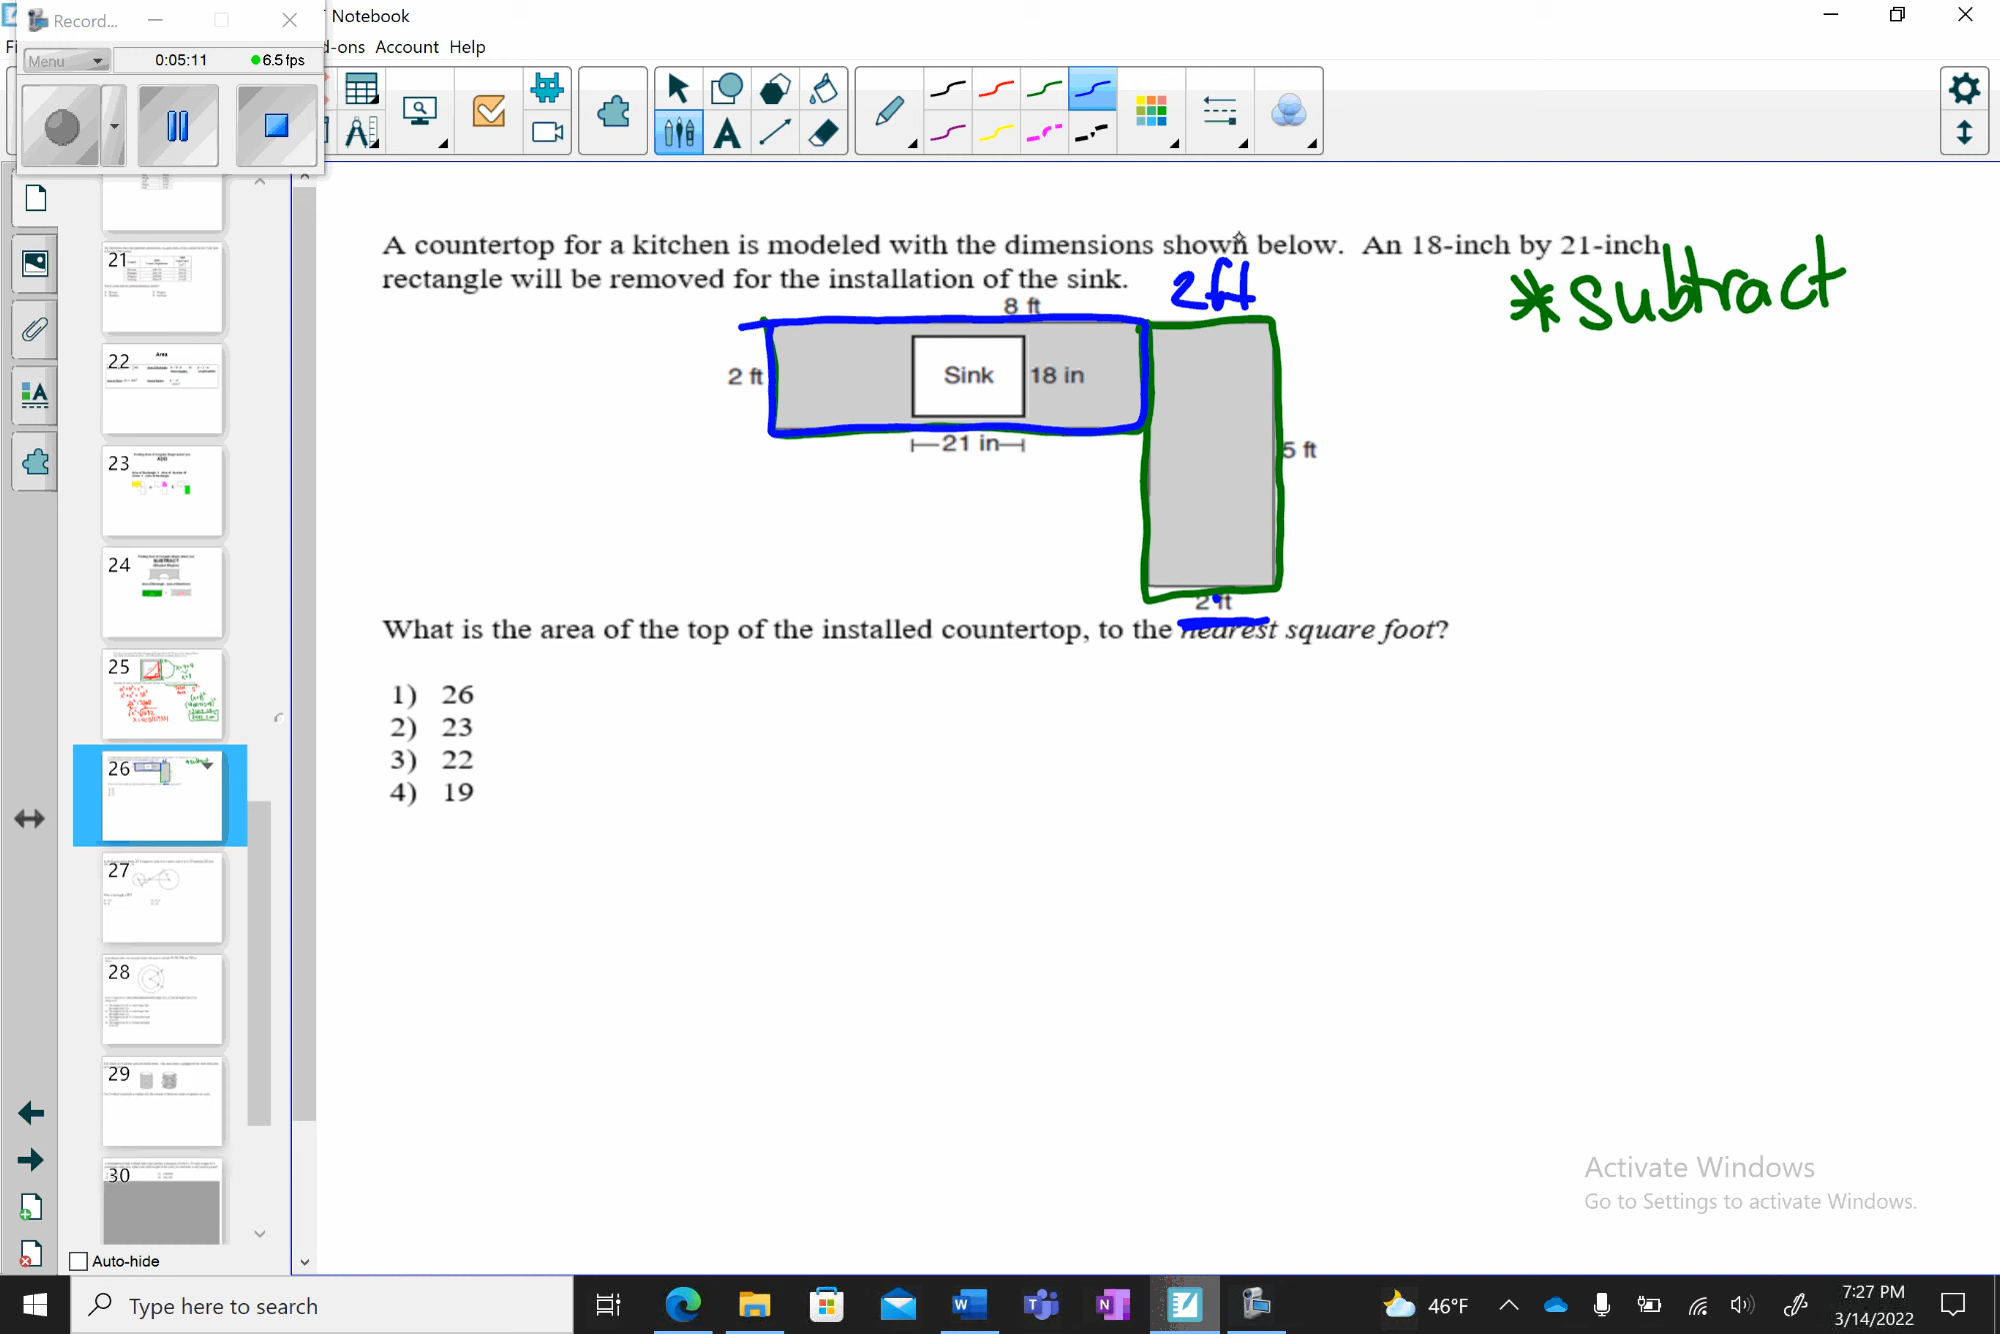 Record...
Notebook
Menu
0:05:11
6.5 fps
d-ons Account Help
A countertop for a kitchen is modeled with the dimensions shown below. An 18-inch by 21-inch
rectangle will be removed for the installation of the sink.
*subtract
2ft
8 ft
2 ft
Sink
18 in
21 in
5 ft
2 ft
What is the area of the top of the installed countertop, to the nearest square foot?
1) 26
2) 23
3) 22
4) 19
21
22
Area
23
ADD
24
SUBTRACT
25
26
27
28
29
30
Auto-hide
Activate Windows
Go to Settings to activate Windows.
Type here to search
46°F
7:27 PM
3/14/2022